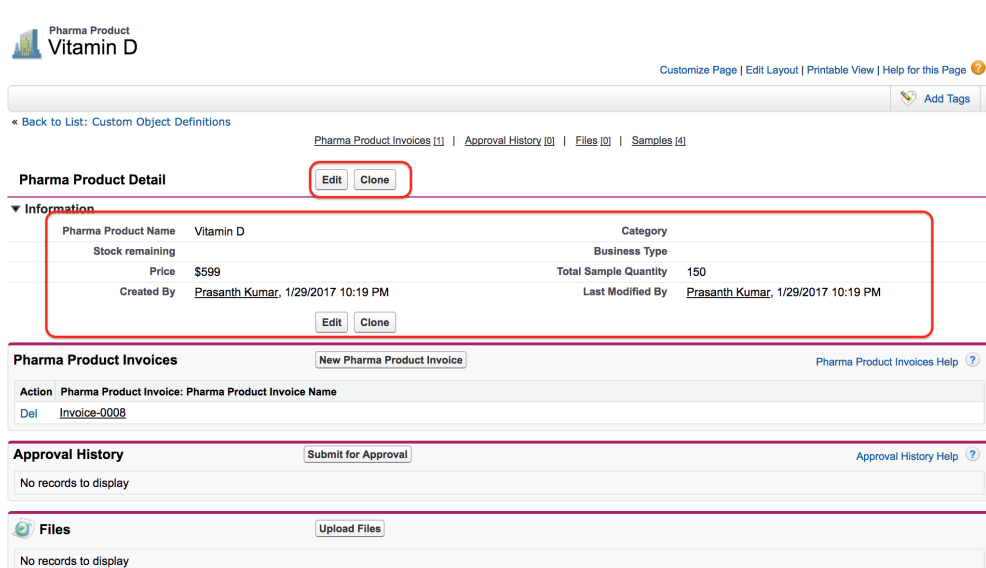 Pharma Product
Vitamin D
Customize Page | Edit Layout | Printable View | Help for this Page ?
Add Tags
« Back to List: Custom Object Definitions
Pharma Product Invoices [1] | Approval History [0] | Files [0] | Samples [4]
Pharma Product Detail Edit Clone
Information
Pharma Product Name Vitamin D Category
Stock remaining Business Type
Price $599 Total Sample Quantity 150
Created By Prasanth Kumar, 1/29/2017 10:19 PM Last Modified By Prasanth Kumar, 1/29/2017 10:19 PM
Edit Clone
Pharma Product Invoices New Pharma Product Invoice Pharma Product Invoices Help ?
Action Pharma Product Invoice: Pharma Product Invoice Name
Del Invoice-0008
Approval History Submit for Approval Approval History Help ?
No records to display
Files Upload Files
No records to display